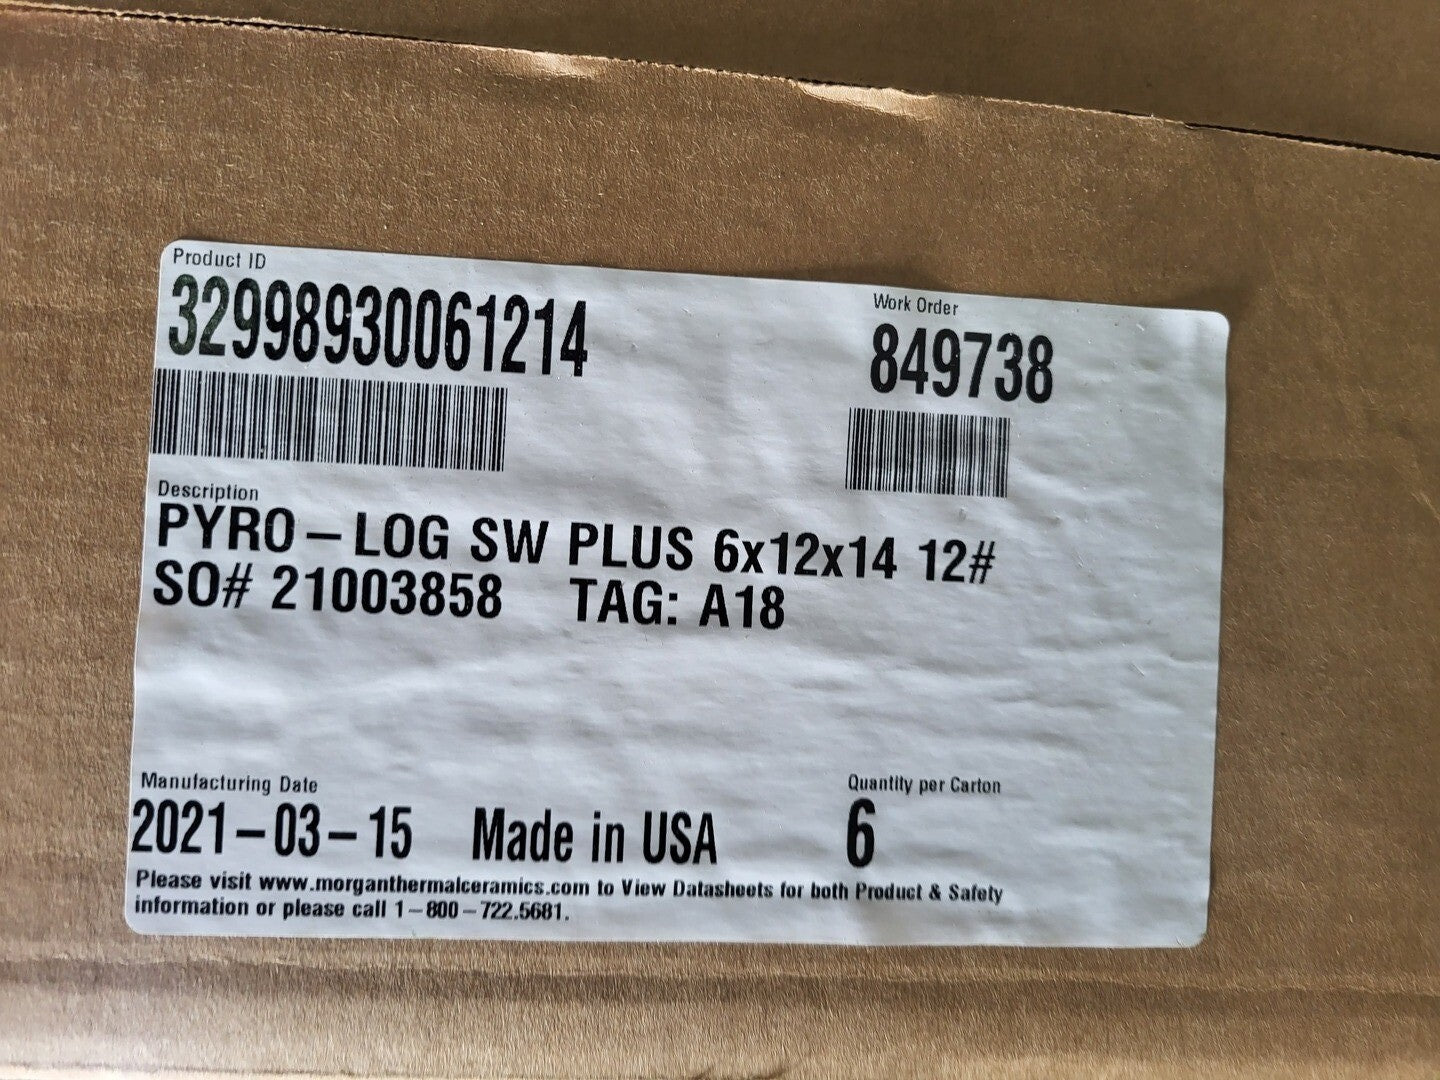 Product ID
32998930061214
Work Order
849738
Description
PYRO-LOG SW PLUS 6x12x14 12#
SO# 21003858 TAG: A18
Manufacturing Date
2021-03-15 Made in USA
Quantity per Carton
6
Please visit www.morganthermalceramics.com to View Datasheets for both Product & Safety
information or please call 1-800-722.5681.